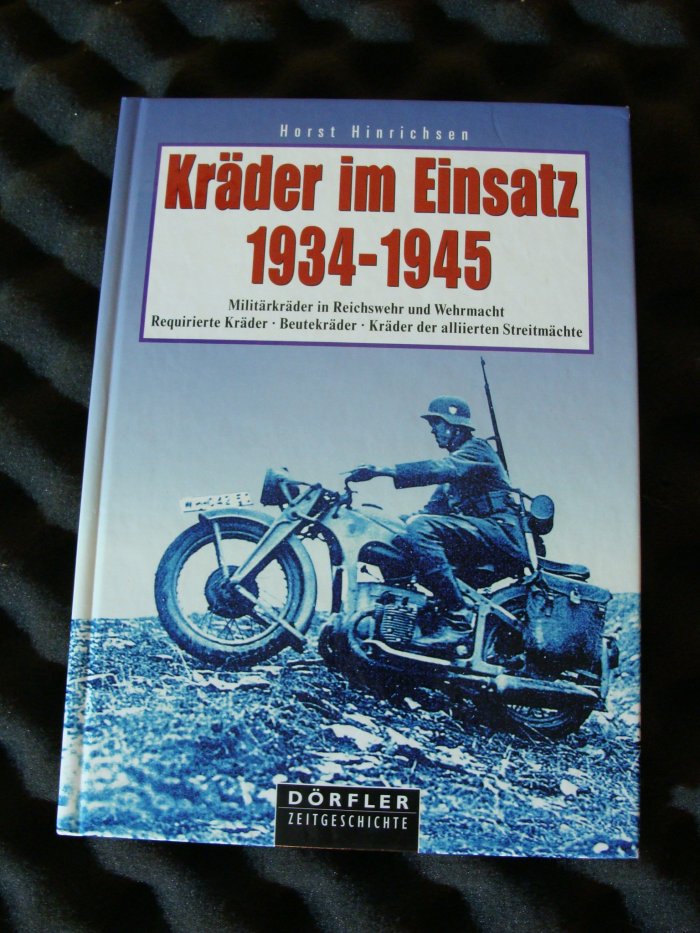 Horst Hinrichsen
Kräder im Einsatz
1934-1945
Militärkräder in Reichswehr und Wehrmacht
Requirierte Kräder · Beutekräder · Kräder der alliierten Streitmächte
DÖRFLER
ZEITGESCHICHTE